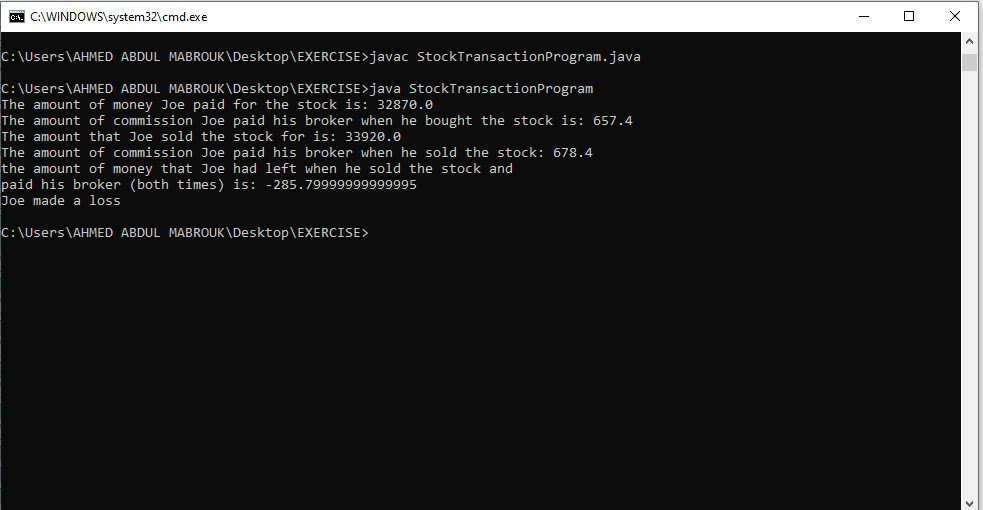 C:\WINDOWS\system32\cmd.exe
C:\Users\AHMED ABDUL MABROUK\Desktop\EXERCISE>javac StockTransactionProgram.java
C:\Users\AHMED ABDUL MABROUK\Desktop\EXERCISE>java StockTransactionProgram
The amount of money Joe paid for the stock is: 32870.0
The amount of commission Joe paid his broker when he bought the stock is: 657.4
The amount that Joe sold the stock for is: 33920.0
The amount of commission Joe paid his broker when he sold the stock: 678.4
the amount of money that Joe had left when he sold the stock and
paid his broker (both times) is: -285.79999999999995
Joe made a loss
C:\Users\AHMED ABDUL MABROUK\Desktop\EXERCISE>